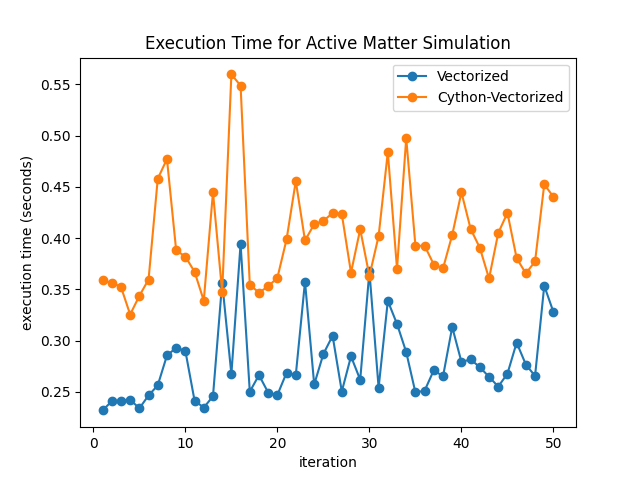 Execution Time for Active Matter Simulation
Vectorized
Cython-Vectorized
execution time (seconds)
0.55
0.50
0.45
0.40
0.35
0.30
0.25
0 10 20 30 40 50
iteration